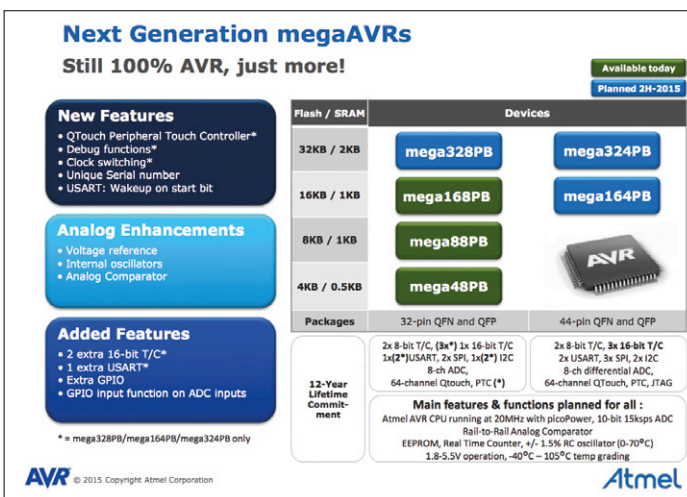 Next Generation megaAVRs
Still 100% AVR, just more!
Available today
Planned 2H-2015
New Features
• QTouch Peripheral Touch Controller*
• Debug functions*
• Clock switching*
• Unique Serial number
• USART: Wakeup on start bit
Analog Enhancements
• Voltage reference
• Internal oscillators
• Analog Comparator
Added Features
• 2 extra 16-bit T/C*
• 1 extra USART*
• Extra GPIO
• GPIO input function on ADC inputs
* = mega328PB/mega164PB/mega324PB only
Flash / SRAM Devices
32KB / 2KB mega328PB mega324PB
16KB / 1KB mega168PB mega164PB
8KB / 1KB mega88PB
4KB / 0.5KB mega48PB
AVR
Packages 32-pin QFN and QFP 44-pin QFN and QFP
12-Year
Lifetime
Commit-
ment
2x 8-bit T/C, (3x*) 1x 16-bit T/C
1x(2*)USART, 2x SPI, 1x(2*) I2C
8-ch ADC,
64-channel Qtouch, PTC (*)
2x 8-bit T/C, 3x 16-bit T/C
2x USART, 3x SPI, 2x I2C
8-ch differential ADC,
64-channel QTouch, PTC, JTAG
Main features & functions planned for all :
Atmel AVR CPU running at 20MHz with picoPower, 10-bit 15ksps ADC
Rail-to-Rail Analog Comparator
EEPROM, Real Time Counter, +/- 1.5% RC oscillator (0-70°C)
1.8-5.5V operation, -40°C – 105°C temp grading
AVR © 2015 Copyright Atmel Corporation
Atmel